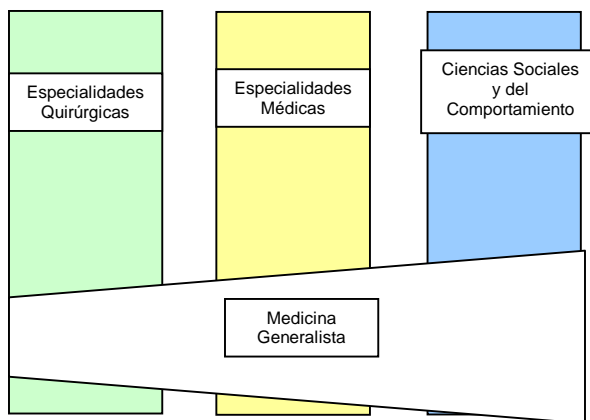 Especialidades
Quirúrgicas
Especialidades
Médicas
Ciencias Sociales
y del
Comportamiento
Medicina
Generalista